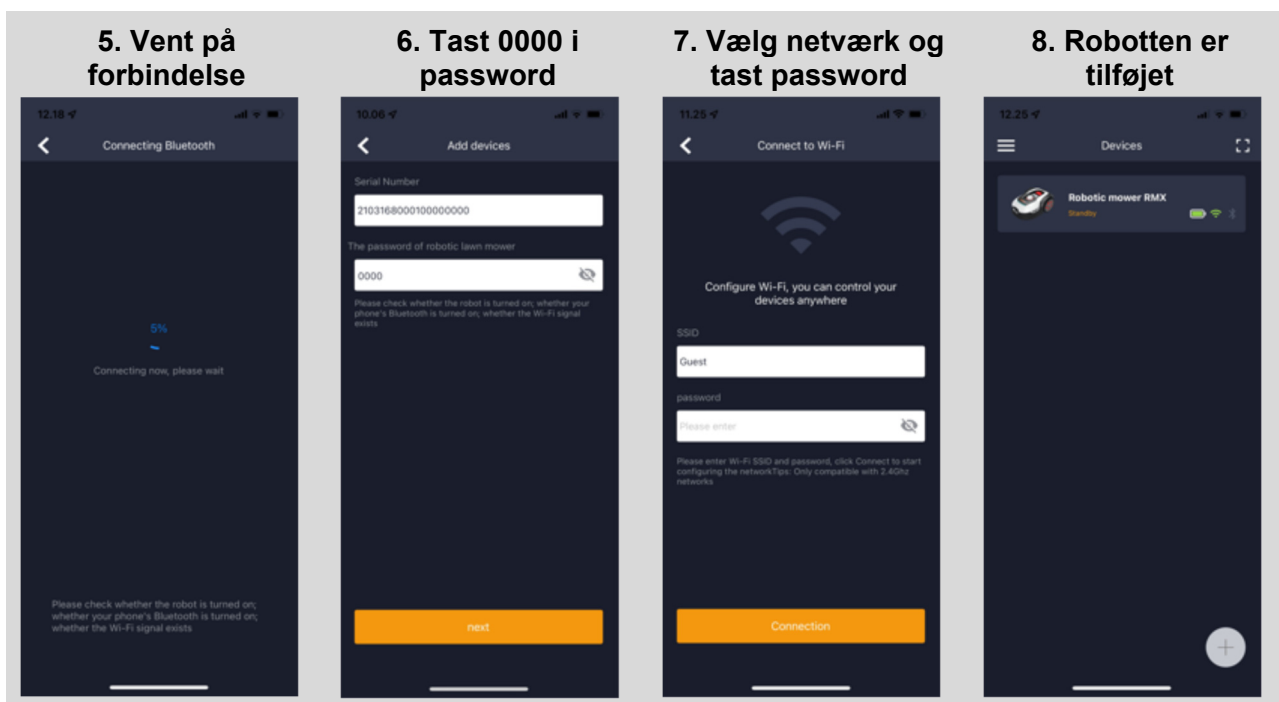 5. Vent på
forbindelse
12.18
Connecting Bluetooth
5%
Connecting now, please wait
Please check whether the robot is turned on;
whether your phone's Bluetooth is turned on;
whether the Wi-Fi signal exists
6. Tast 0000 i
password
10.06
Add devices
Serial Number
2103168000100000000
The password of robotic lawn mower
0000
Please check whether the robot is turned on; whether your
phone's Bluetooth is turned on; whether the Wi-Fi signal
exists
next
7. Vælg netværk og
tast password
11.25
Connect to Wi-Fi
Configure Wi-Fi, you can control your
devices anywhere
SSID
Guest
password
Please enter
Please enter Wi-Fi SSID and password, click Connect to start
configuring the networkTips: Only compatible with 2.4Ghz
networks
Connection
8. Robotten er
tilføjet
12.25
Devices
Robotic mower RMX
Standby